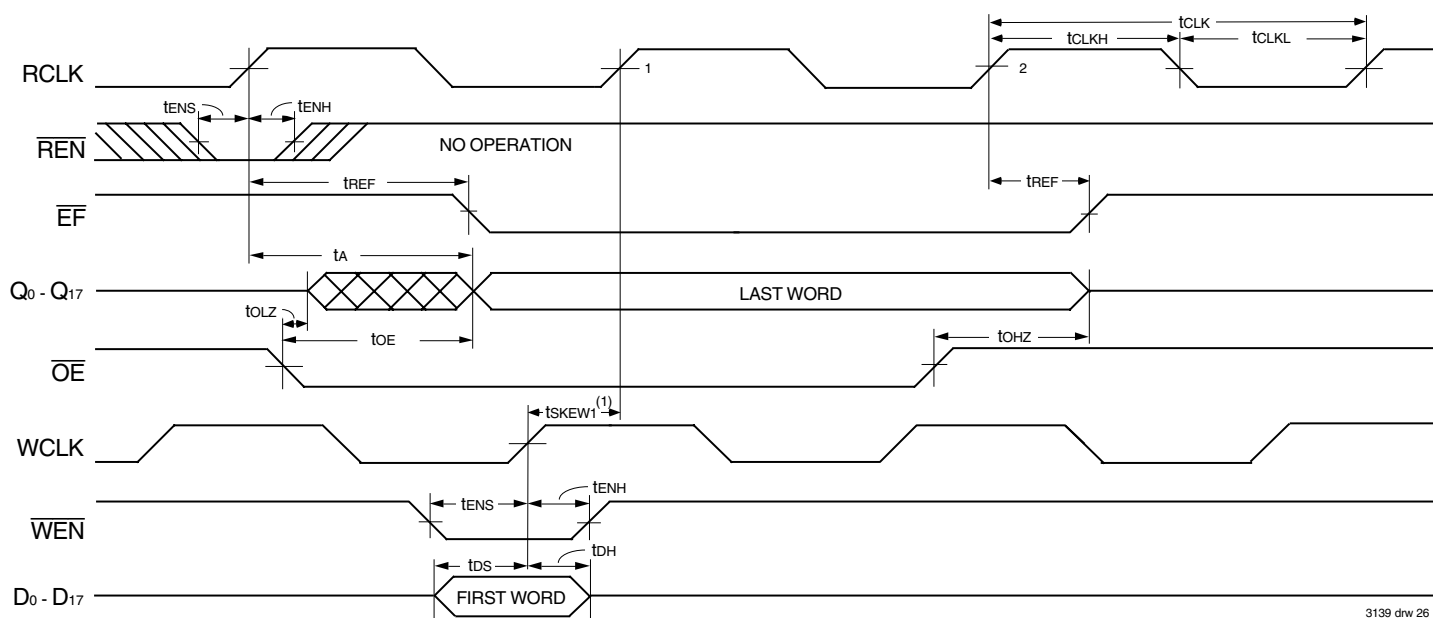 tCLK
tCLKH
tCLKL
RCLK
1
2
tENS
tENH
REN
NO OPERATION
tREF
tREF
EF
tA
Q0 - Q17
LAST WORD
tOLZ
tOE
tOHZ
OE
tSKEW1(1)
WCLK
tENS
tENH
WEN
tDS
tDH
D0 - D17
FIRST WORD
3139 drw 26